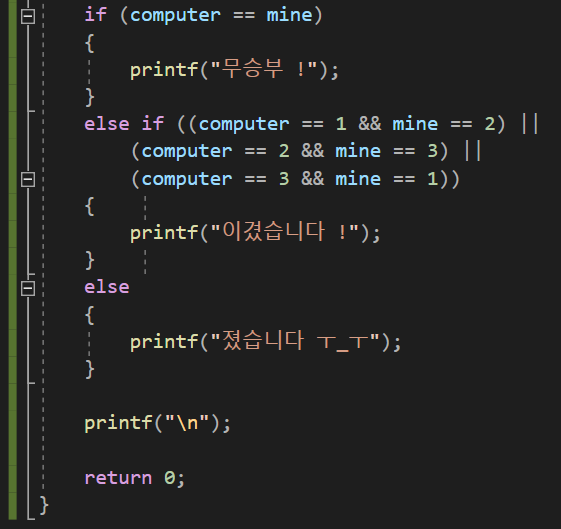 if (computer == mine)
{
printf("무승부 !");
}
else if ((computer == 1 && mine == 2) ||
(computer == 2 && mine == 3) ||
(computer == 3 && mine == 1))
{
printf("이겼습니다 !");
}
else
{
printf("졌습니다 ㅜ_ㅜ");
}
printf("\n");
return 0;
}